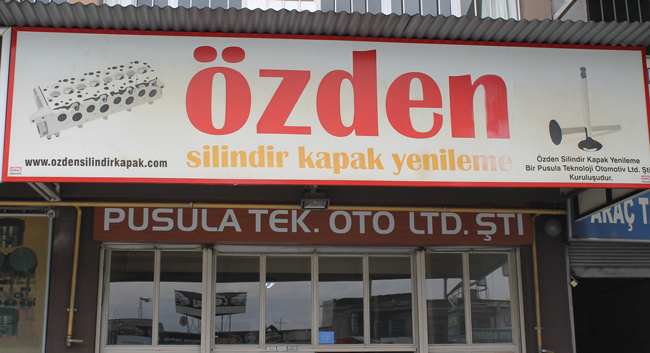 özden
silindir kapak yenileme
www.ozdensilindirkapak.com
Özden Silindir Kapak Yenileme
Bir Pusula Teknoloji Otomotiv Ltd. Şti
Kuruluşudur.
PUSULA TEK. OTO LTD. ŞTİ
ARAÇ T